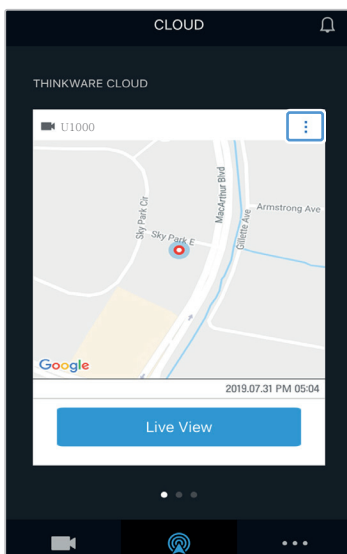 CLOUD
THINKWARE CLOUD
U1000
MacArthur Blvd
Armstrong Ave
Sky Park Cir
Sky Park E
Gillette Ave
Google
2019.07.31 PM 05:04
Live View